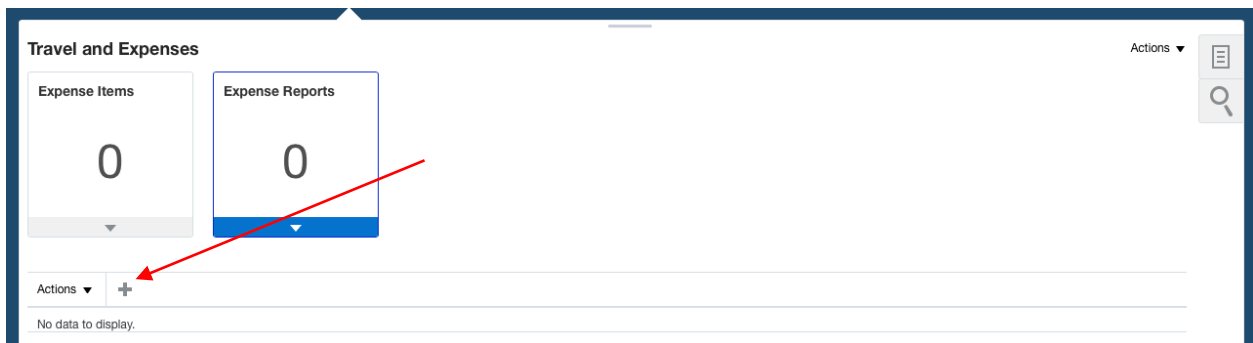 Travel and Expenses
Actions
Expense Items
Expense Reports
0
0
Actions
No data to display.